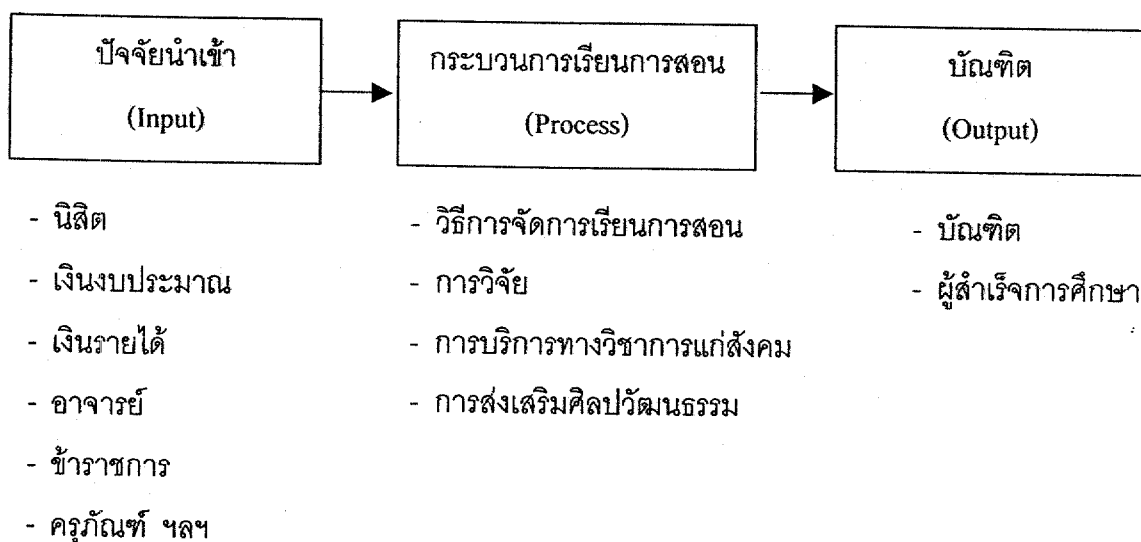 ปัจจัยนำเข้า
(Input)
กระบวนการเรียนการสอน
(Process)
บัณฑิต
(Output)
- นิสิต
- เงินงบประมาณ
- เงินรายได้
- อาจารย์
- ข้าราชการ
- ครุภัณฑ์ ฯลฯ
- วิธีการจัดการเรียนการสอน
- การวิจัย
- การบริการทางวิชาการแก่สังคม
- การส่งเสริมศิลปวัฒนธรรม
- บัณฑิต
- ผู้สำเร็จการศึกษา